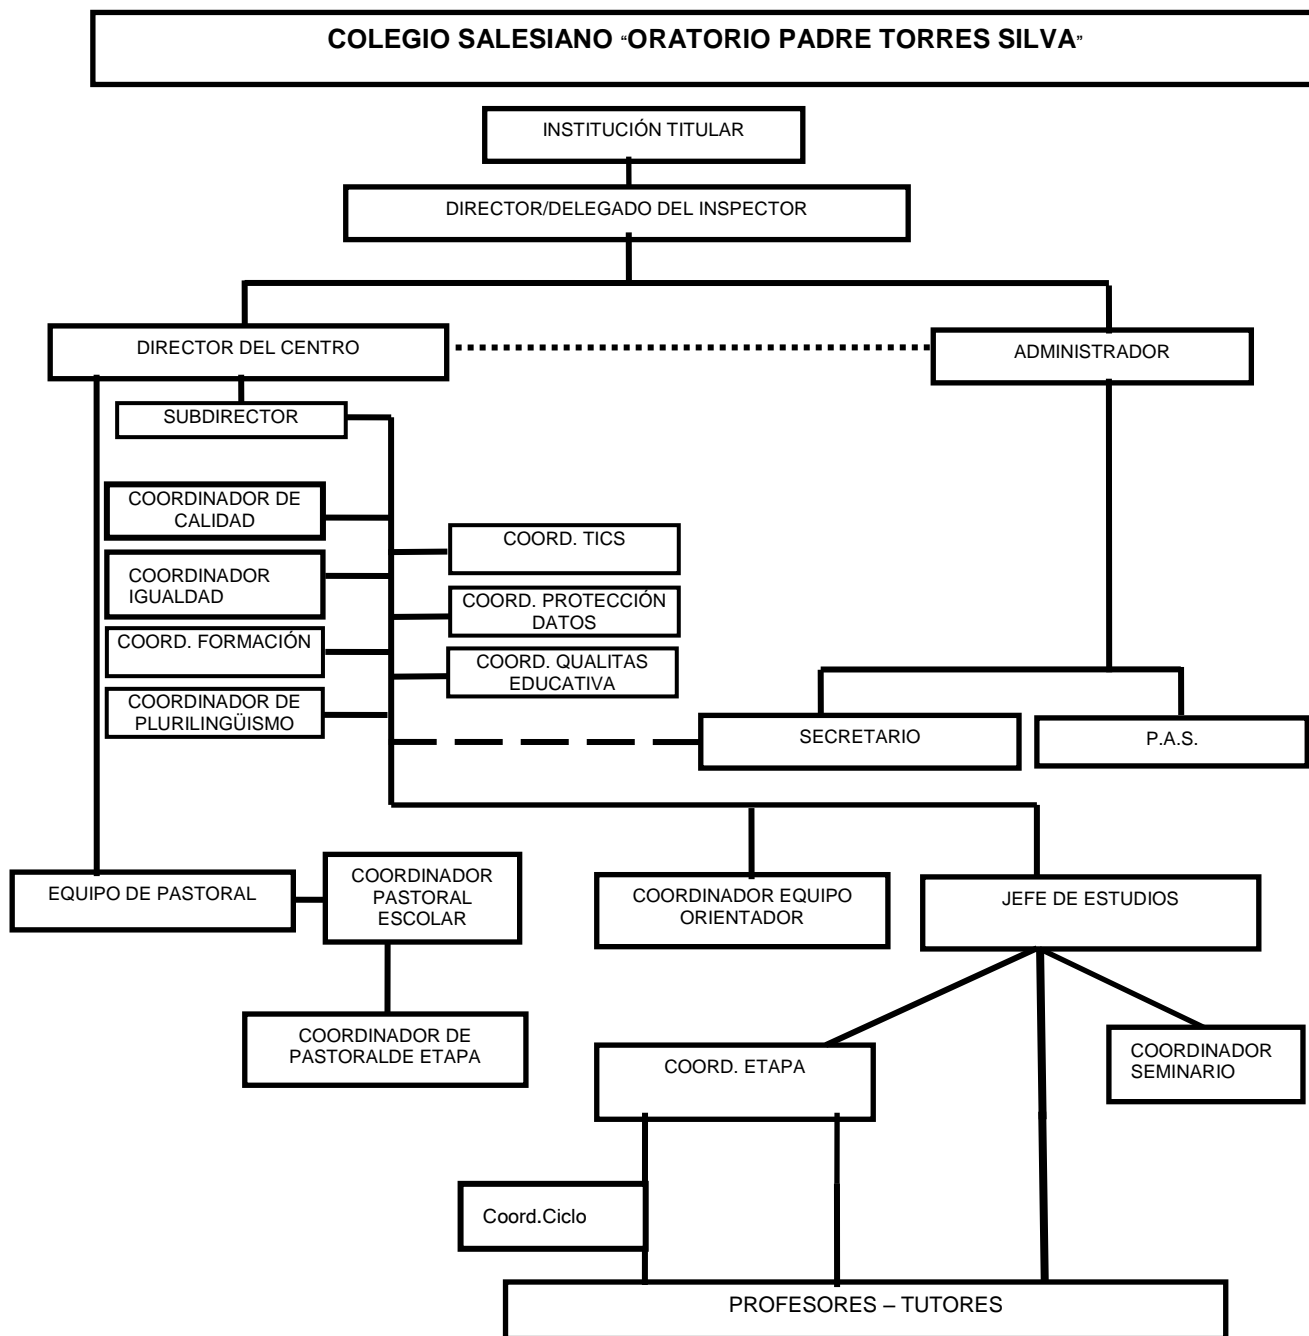 COLEGIO SALESIANO “ORATORIO PADRE TORRES SILVA”
INSTITUCIÓN TITULAR
DIRECTOR/DELEGADO DEL INSPECTOR
DIRECTOR DEL CENTRO
ADMINISTRADOR
SUBDIRECTOR
COORDINADOR DE
CALIDAD
COORD. TICS
COORDINADOR
IGUALDAD
COORD. PROTECCIÓN
DATOS
COORD. FORMACIÓN
COORD. QUALITAS
EDUCATIVA
COORDINADOR DE
PLURILINGÜISMO
SECRETARIO
P.A.S.
EQUIPO DE PASTORAL
COORDINADOR
PASTORAL
ESCOLAR
COORDINADOR EQUIPO
ORIENTADOR
JEFE DE ESTUDIOS
COORDINADOR DE
PASTORALDE ETAPA
COORD. ETAPA
COORDINADOR
SEMINARIO
Coord.Ciclo
PROFESORES – TUTORES